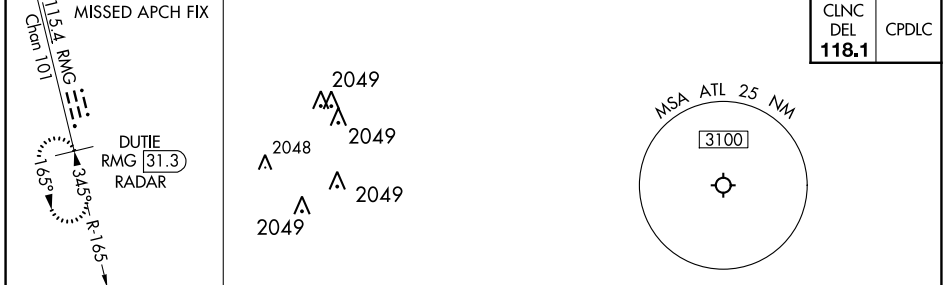 MISSED APCH FIX
115.4 RMG
Chan 101
DUTIE
RMG 31.3
RADAR
165°
345°
R-165
2049
2049
2048
2049
2049
MSA ATL 25 NM
3100
CLNC
DEL
118.1
CPDLC